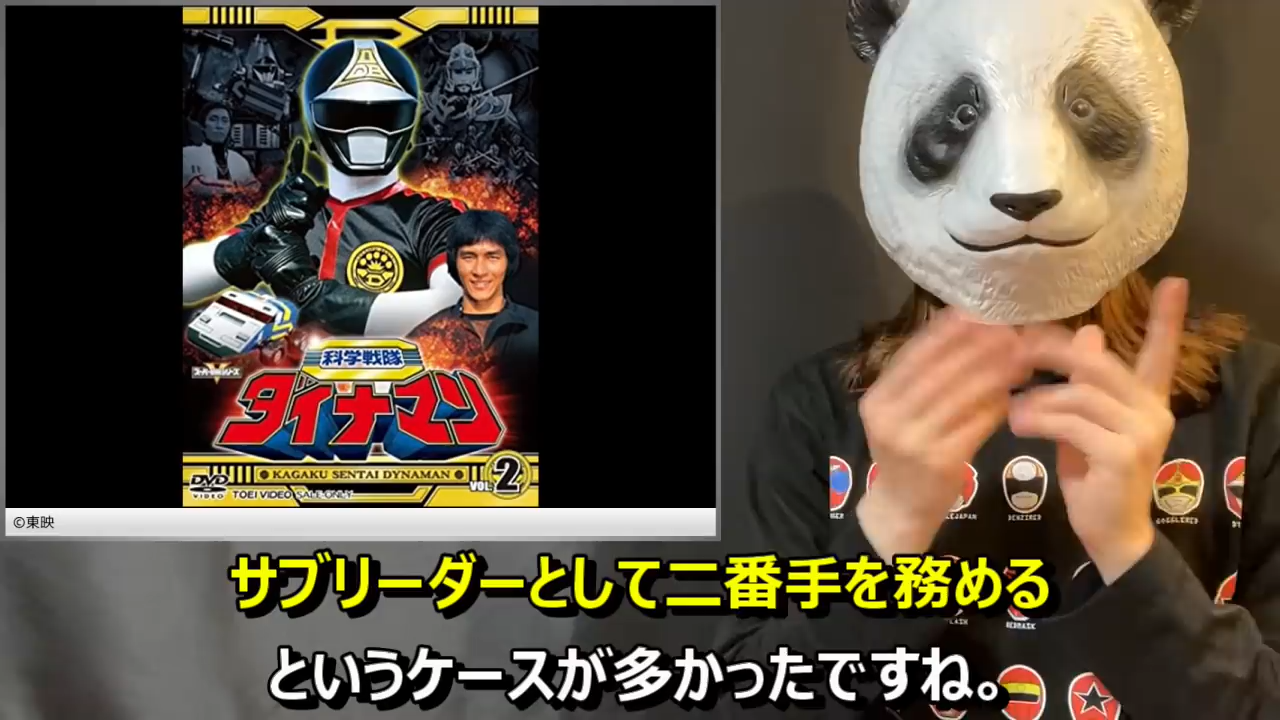 科学戦隊
ダイナマン
KAGAKU SENTAI DYNAMAN
DVD
VIDEO
TOEI VIDEO SALE ONLY
VOL.2
©東映
DENZIRED
GOGGLERED
サブリーダーとして二番手を務める
というケースが多かったですね。